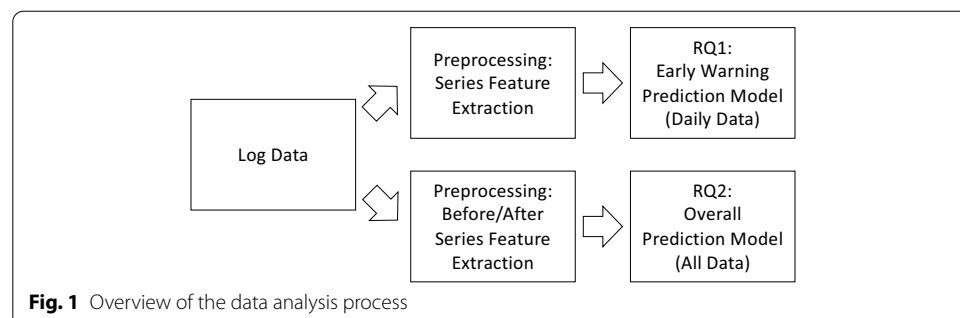 Log Data
Preprocessing:
Series Feature
Extraction
RQ1:
Early Warning
Prediction Model
(Daily Data)
Preprocessing:
Before/After
Series Feature
Extraction
RQ2:
Overall
Prediction Model
(All Data)
Fig. 1 Overview of the data analysis process